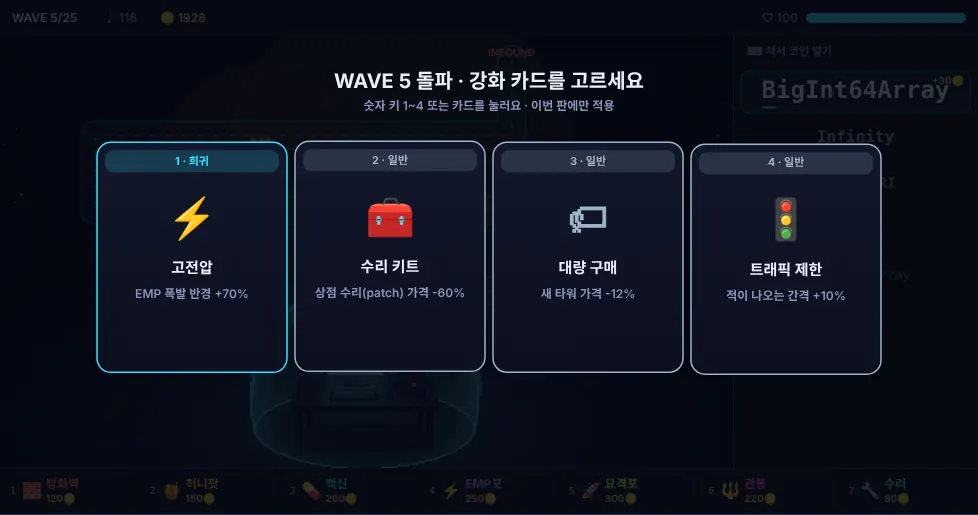 WAVE 5/25 ♩ 118 1928 ♡ 100
INBOUND
쳐서 코인 벌기
WAVE 5 돌파 · 강화 카드를 고르세요
숫자 키 1~4 또는 카드를 눌러요 · 이번 판에만 적용
BigInt64Array +30
Infinity
1 · 희귀
고전압
EMP 폭발 반경 +70%
2 · 일반
수리 키트
상점 수리(patch) 가격 -60%
3 · 일반
대량 구매
새 타워 가격 -12%
4 · 일반
트래픽 제한
적이 나오는 간격 +10%
1 방화벽 120
2 허니팟 150
3 백신 200
4 EMP포 250
5 요격포 300
6 관통 220
7 수리 80